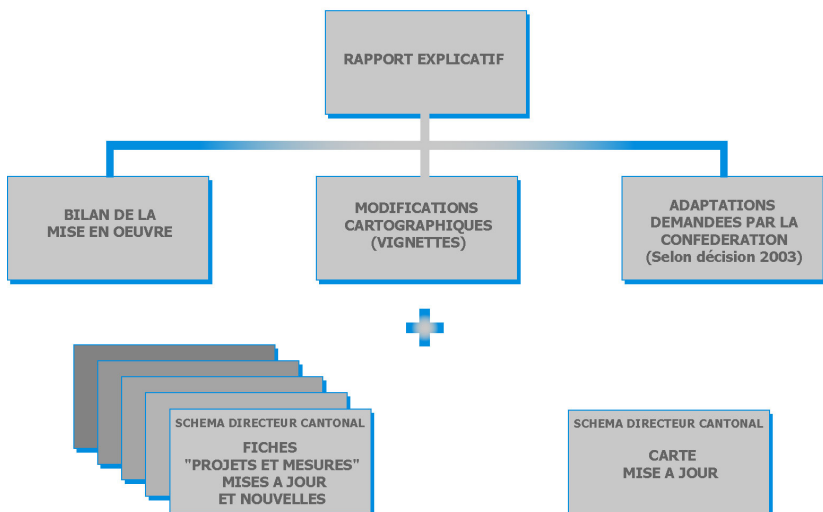 RAPPORT EXPLICATIF
BILAN DE LA
MISE EN OEUVRE
MODIFICATIONS
CARTOGRAPHIQUES
(VIGNETTES)
ADAPTATIONS
DEMANDEES PAR LA
CONFEDERATION
(Selon décision 2003)
SCHEMA DIRECTEUR CANTONAL
FICHES
"PROJETS ET MESURES"
MISES A JOUR
ET NOUVELLES
SCHEMA DIRECTEUR CANTONAL
CARTE
MISE A JOUR